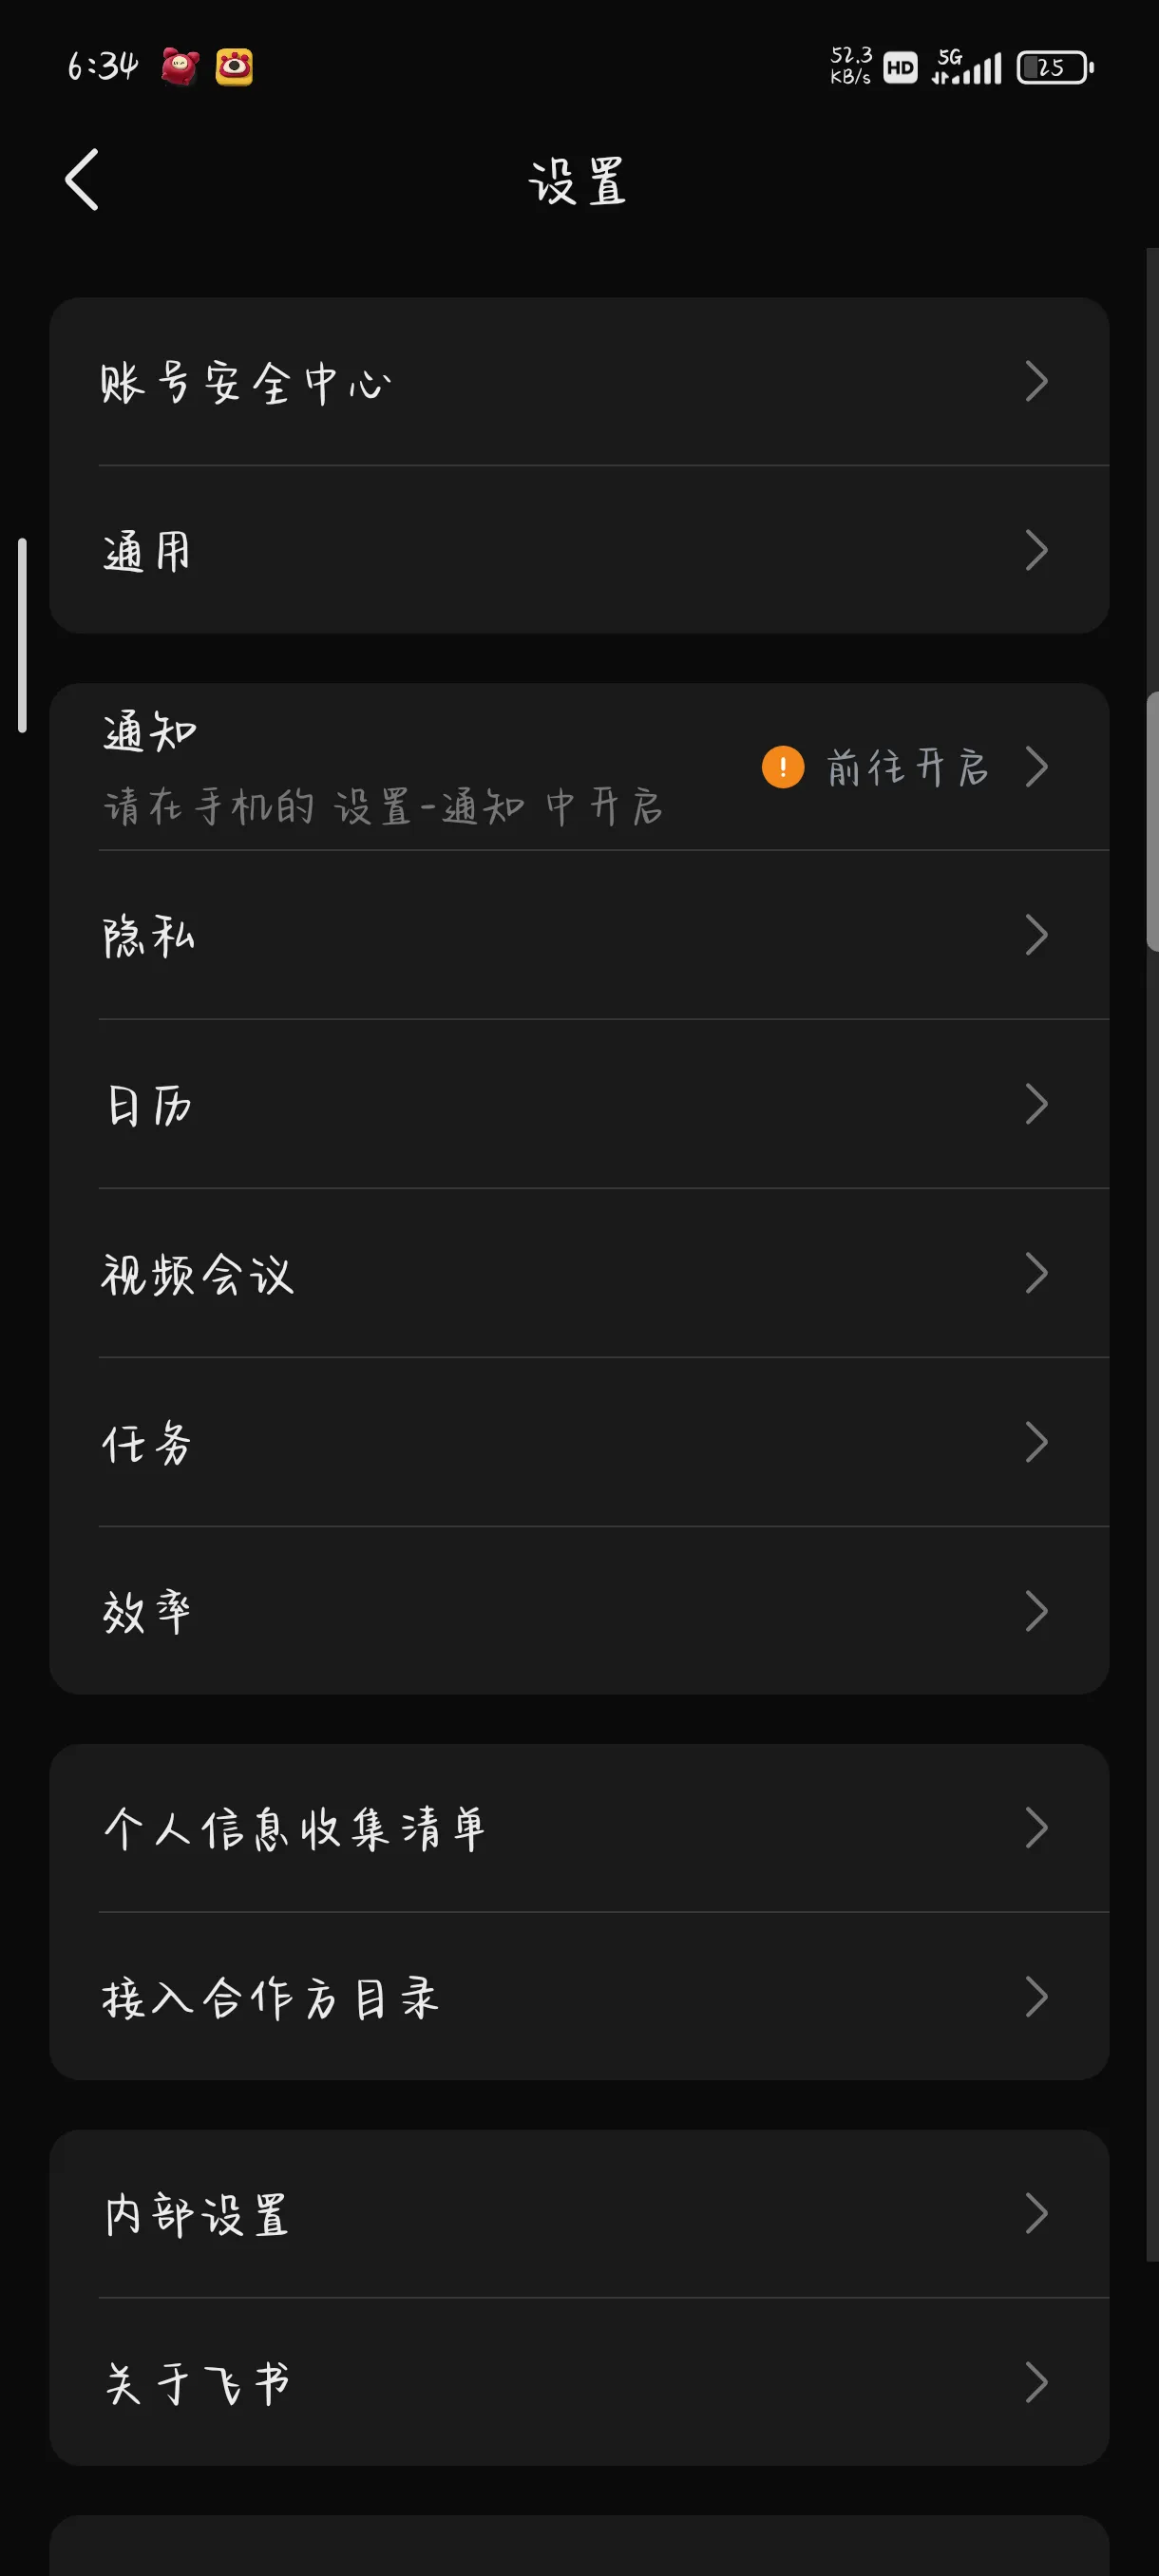 6:34
52.3
KB/s
HD
5G
25
设置
账号安全中心
通用
通知
请在手机的 设置-通知 中开启
前往开启
隐私
日历
视频会议
任务
效率
个人信息收集清单
接入合作方目录
内部设置
关于飞书